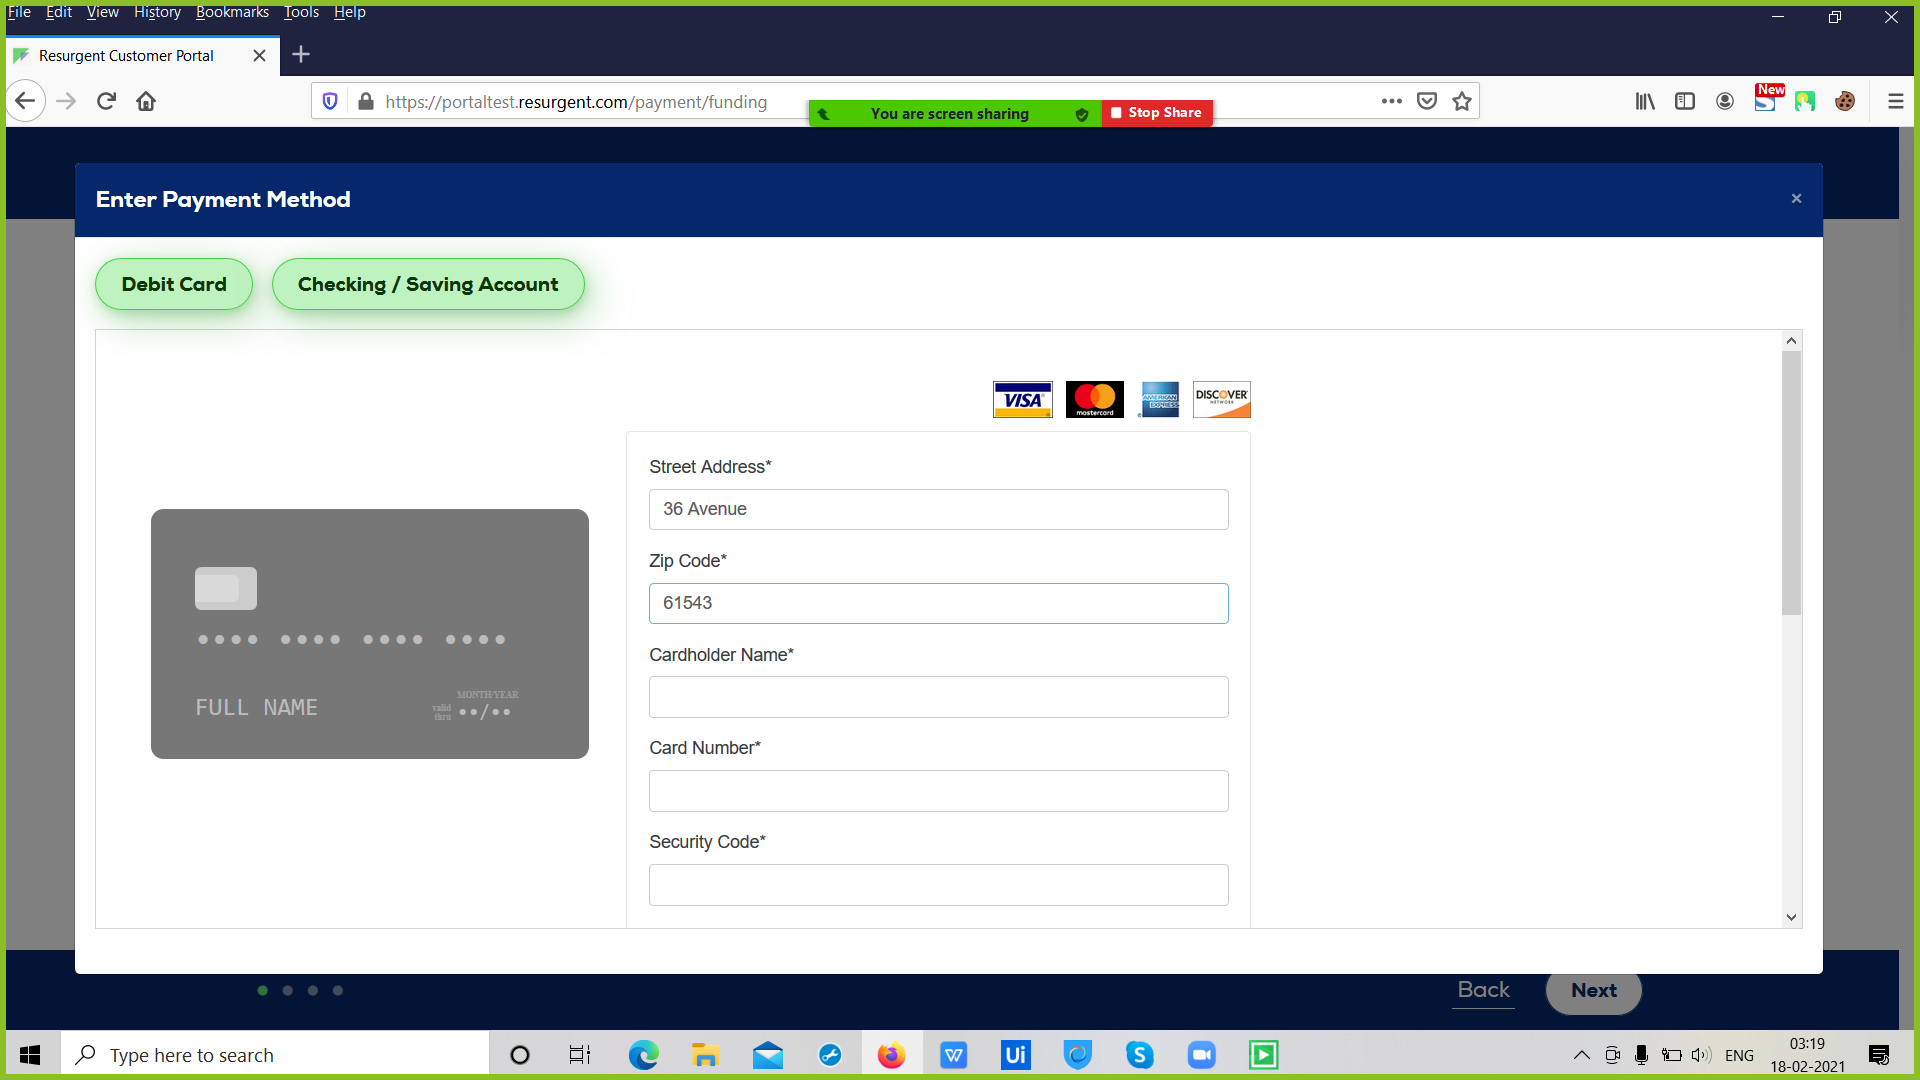 File Edit View History Bookmarks Tools Help
Resurgent Customer Portal
https://portaltest.resurgent.com/payment/funding
New
You are screen sharing
Stop Share
Enter Payment Method
Debit Card
Checking / Saving Account
VISA
mastercard
AMERICAN EXPRESS
DISCOVER
NETWORK
Street Address*
36 Avenue
Zip Code*
61543
Cardholder Name*
Card Number*
Security Code*
FULL NAME
MONTH/YEAR
valid
thru
••/••
Back
Next
Type here to search
W
Ui
S
ENG
03:19
18-02-2021